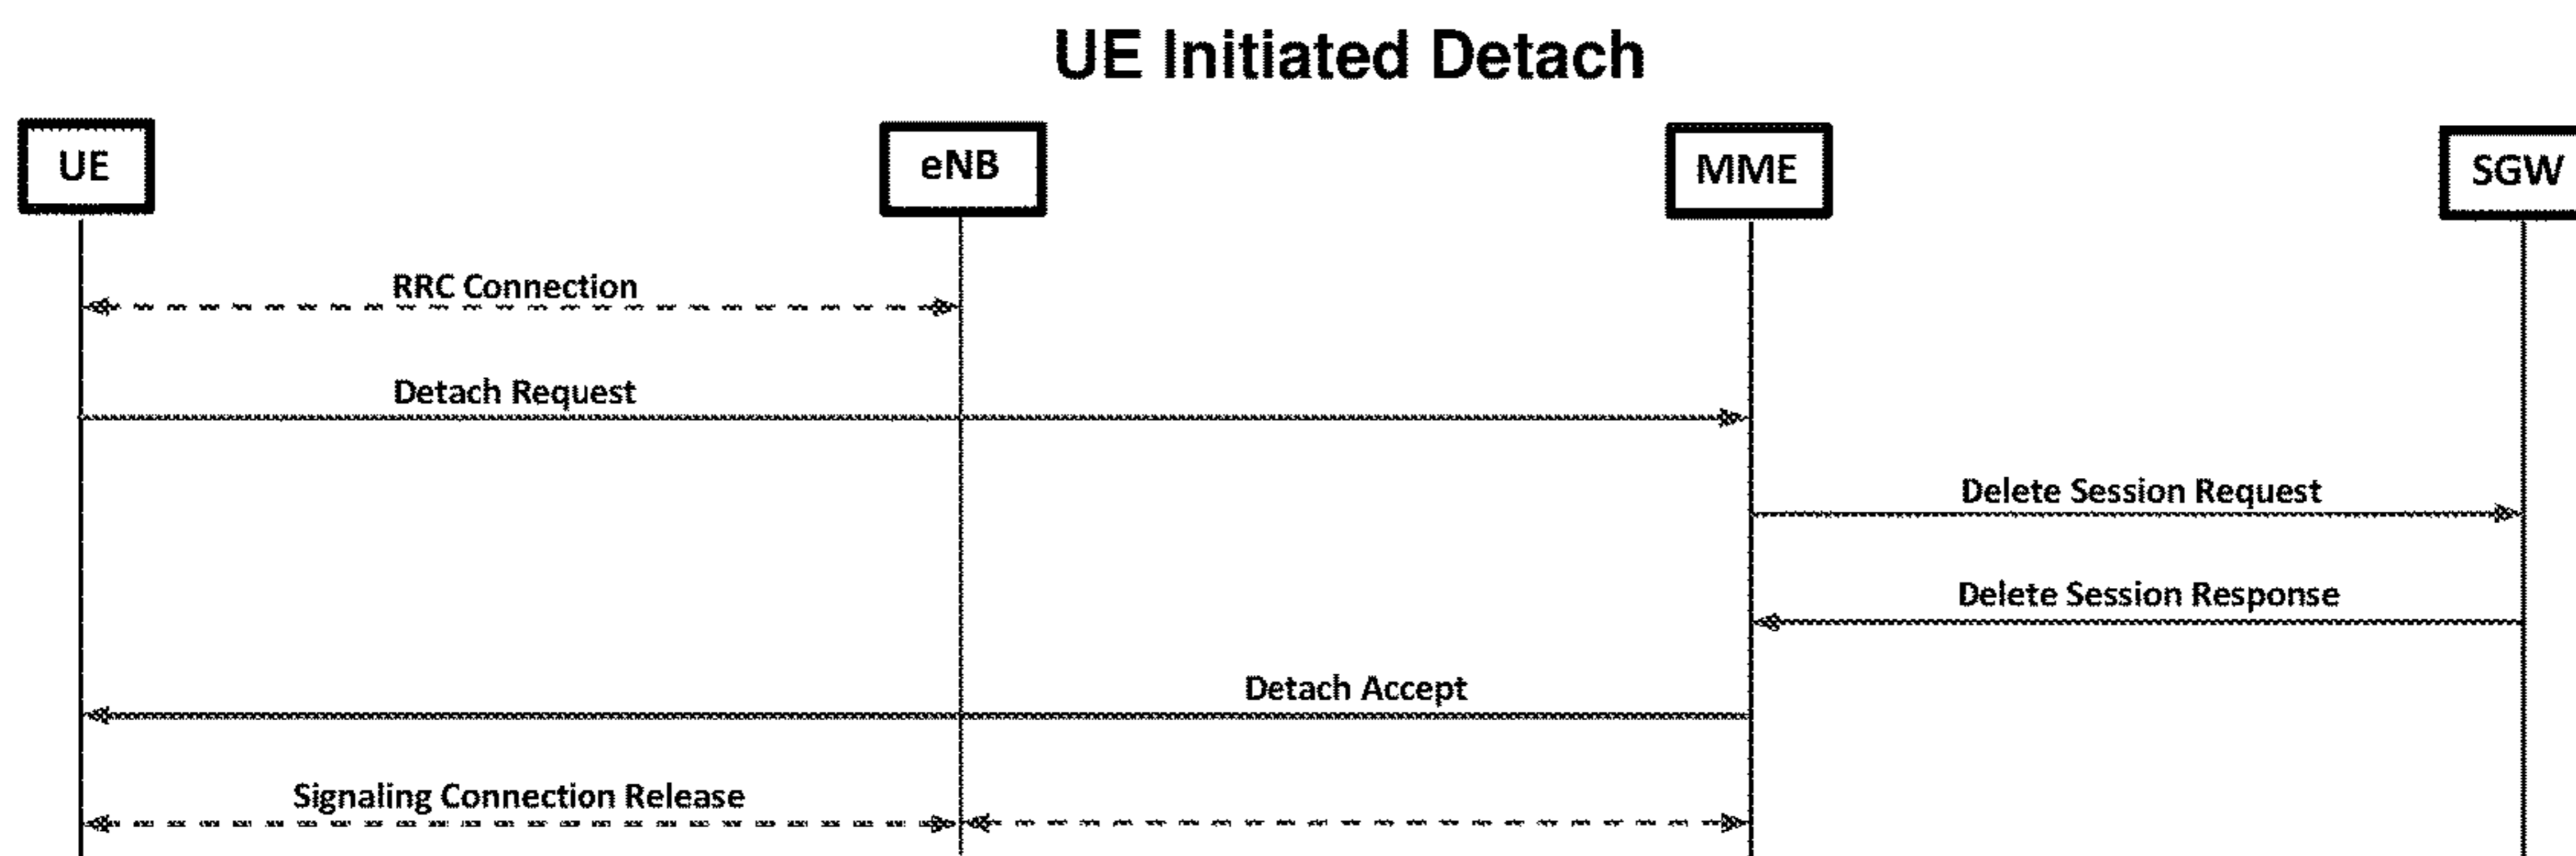 UE Initiated Detach
UE
eNB
MME
SGW
RRC Connection
Detach Request
Delete Session Request
Delete Session Response
Detach Accept
Signaling Connection Release